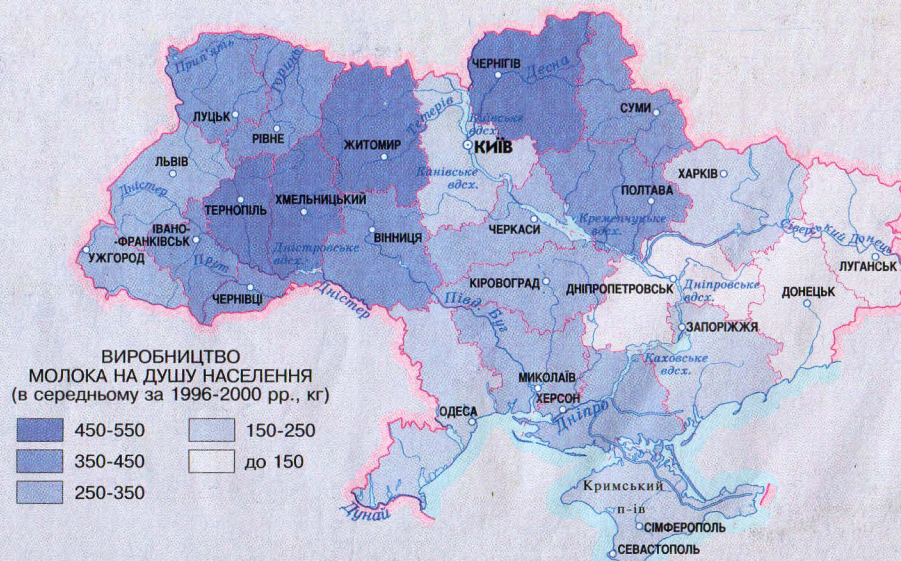 Прип'ять
Горинь
ЛУЦЬК
РІВНЕ
ЛЬВІВ
Дністер
ТЕРНОПІЛЬ
ІВАНО-
-ФРАНКІВСЬК
УЖГОРОД
Прут
ЧЕРНІВЦІ
ХМЕЛЬНИЦЬКИЙ
Дністровське
вдсх.
Дністер
ЖИТОМИР
ВІННИЦЯ
Тетерів
Київське
вдсх.
КИЇВ
Канівське
вдсх.
ЧЕРНІГІВ
Десна
СУМИ
ПОЛТАВА
ХАРКІВ
Кременчуцьке
вдсх.
ЧЕРКАСИ
КІРОВОГРАД
Півд. Буг
ДНІПРОПЕТРОВСЬК
Дніпровське
вдсх.
Сіверський Донець
ЛУГАНСЬК
ДОНЕЦЬК
ЗАПОРІЖЖЯ
Каховське
вдсх.
МИКОЛАЇВ
ХЕРСОН
Дніпро
ОДЕСА
Дунай
Кримський
п-ів
СІМФЕРОПОЛЬ
СЕВАСТОПОЛЬ
ВИРОБНИЦТВО
МОЛОКА НА ДУШУ НАСЕЛЕННЯ
(в середньому за 1996-2000 рр., кг)
450-550
350-450
250-350
150-250
до 150